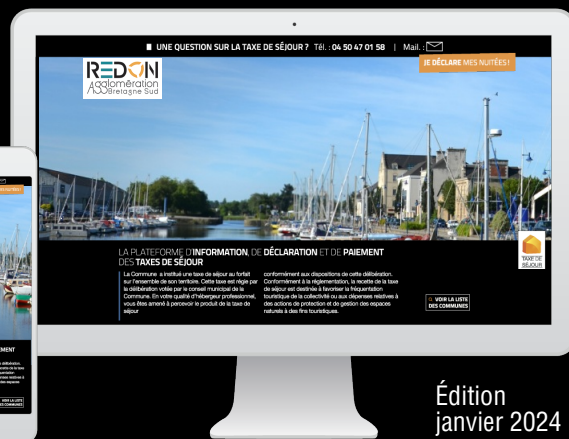 UNE QUESTION SUR LA TAXE DE SÉJOUR ? Tél. : 04 50 47 01 58 | Mail. :
JE DÉCLARE MES NUITÉES !
REDON
Agglomération
Bretagne Sud
LA PLATEFORME D'INFORMATION, DE DÉCLARATION ET DE PAIEMENT
DES TAXES DE SÉJOUR
La Commune a institué une taxe de séjour au forfait
sur l'ensemble de son territoire. Cette taxe est régie par
la délibération votée par le conseil municipal de la
Commune. En votre qualité d'hébergeur professionnel,
vous êtes amené à percevoir le produit de la taxe de
séjour
conformément aux dispositions de cette délibération.
Conformément à la réglementation, la recette de la taxe
de séjour est destinée à favoriser la fréquentation
touristique de la collectivité ou aux dépenses relatives à
des actions de protection et de gestion des espaces
naturels à des fins touristiques.
TAXE DE
SÉJOUR
VOIR LA LISTE
DES COMMUNES
VOIR LA LISTE
DES COMMUNES
Édition
janvier 2024